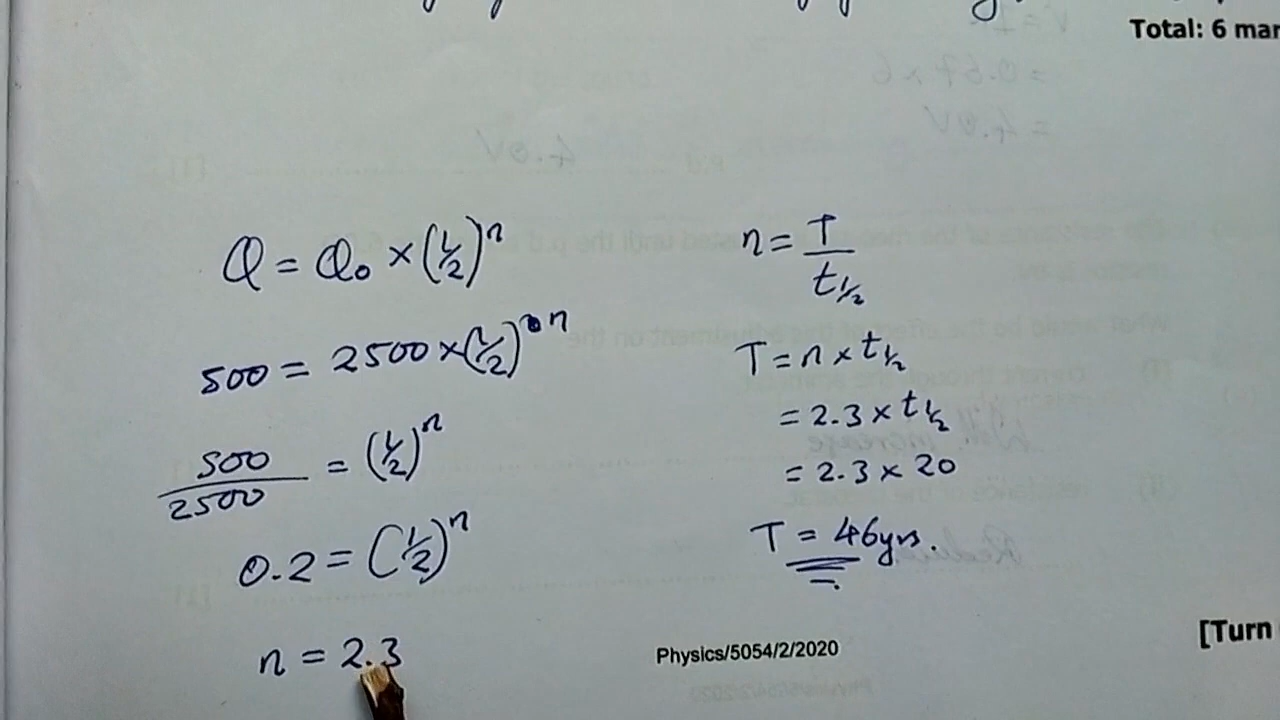 Total: 6 mar
Q = Q₀ × (1/2)ⁿ
500 = 2500 × (1/2)ⁿ
500/2500 = (1/2)ⁿ
0.2 = (1/2)ⁿ
n = 2.3
n = T/t½
T = n × t½
= 2.3 × t½
= 2.3 × 20
T = 46yrs.
Physics/5054/2/2020
[Turn